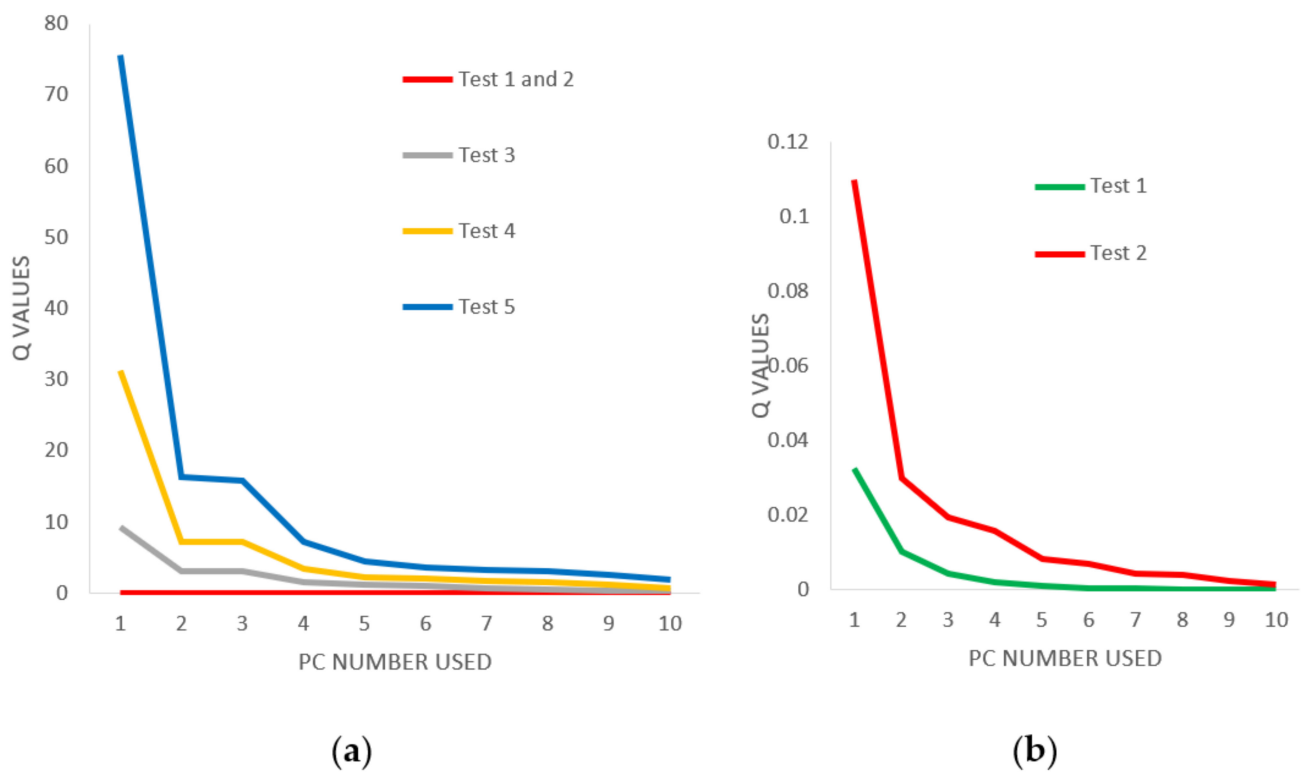 80
70
60
50
40
30
20
10
0
Q VALUES
1 2 3 4 5 6 7 8 9 10
PC NUMBER USED
Test 1 and 2
Test 3
Test 4
Test 5
(a)
0.12
0.1
0.08
0.06
0.04
0.02
0
Q VALUES
1 2 3 4 5 6 7 8 9 10
PC NUMBER USED
Test 1
Test 2
(b)